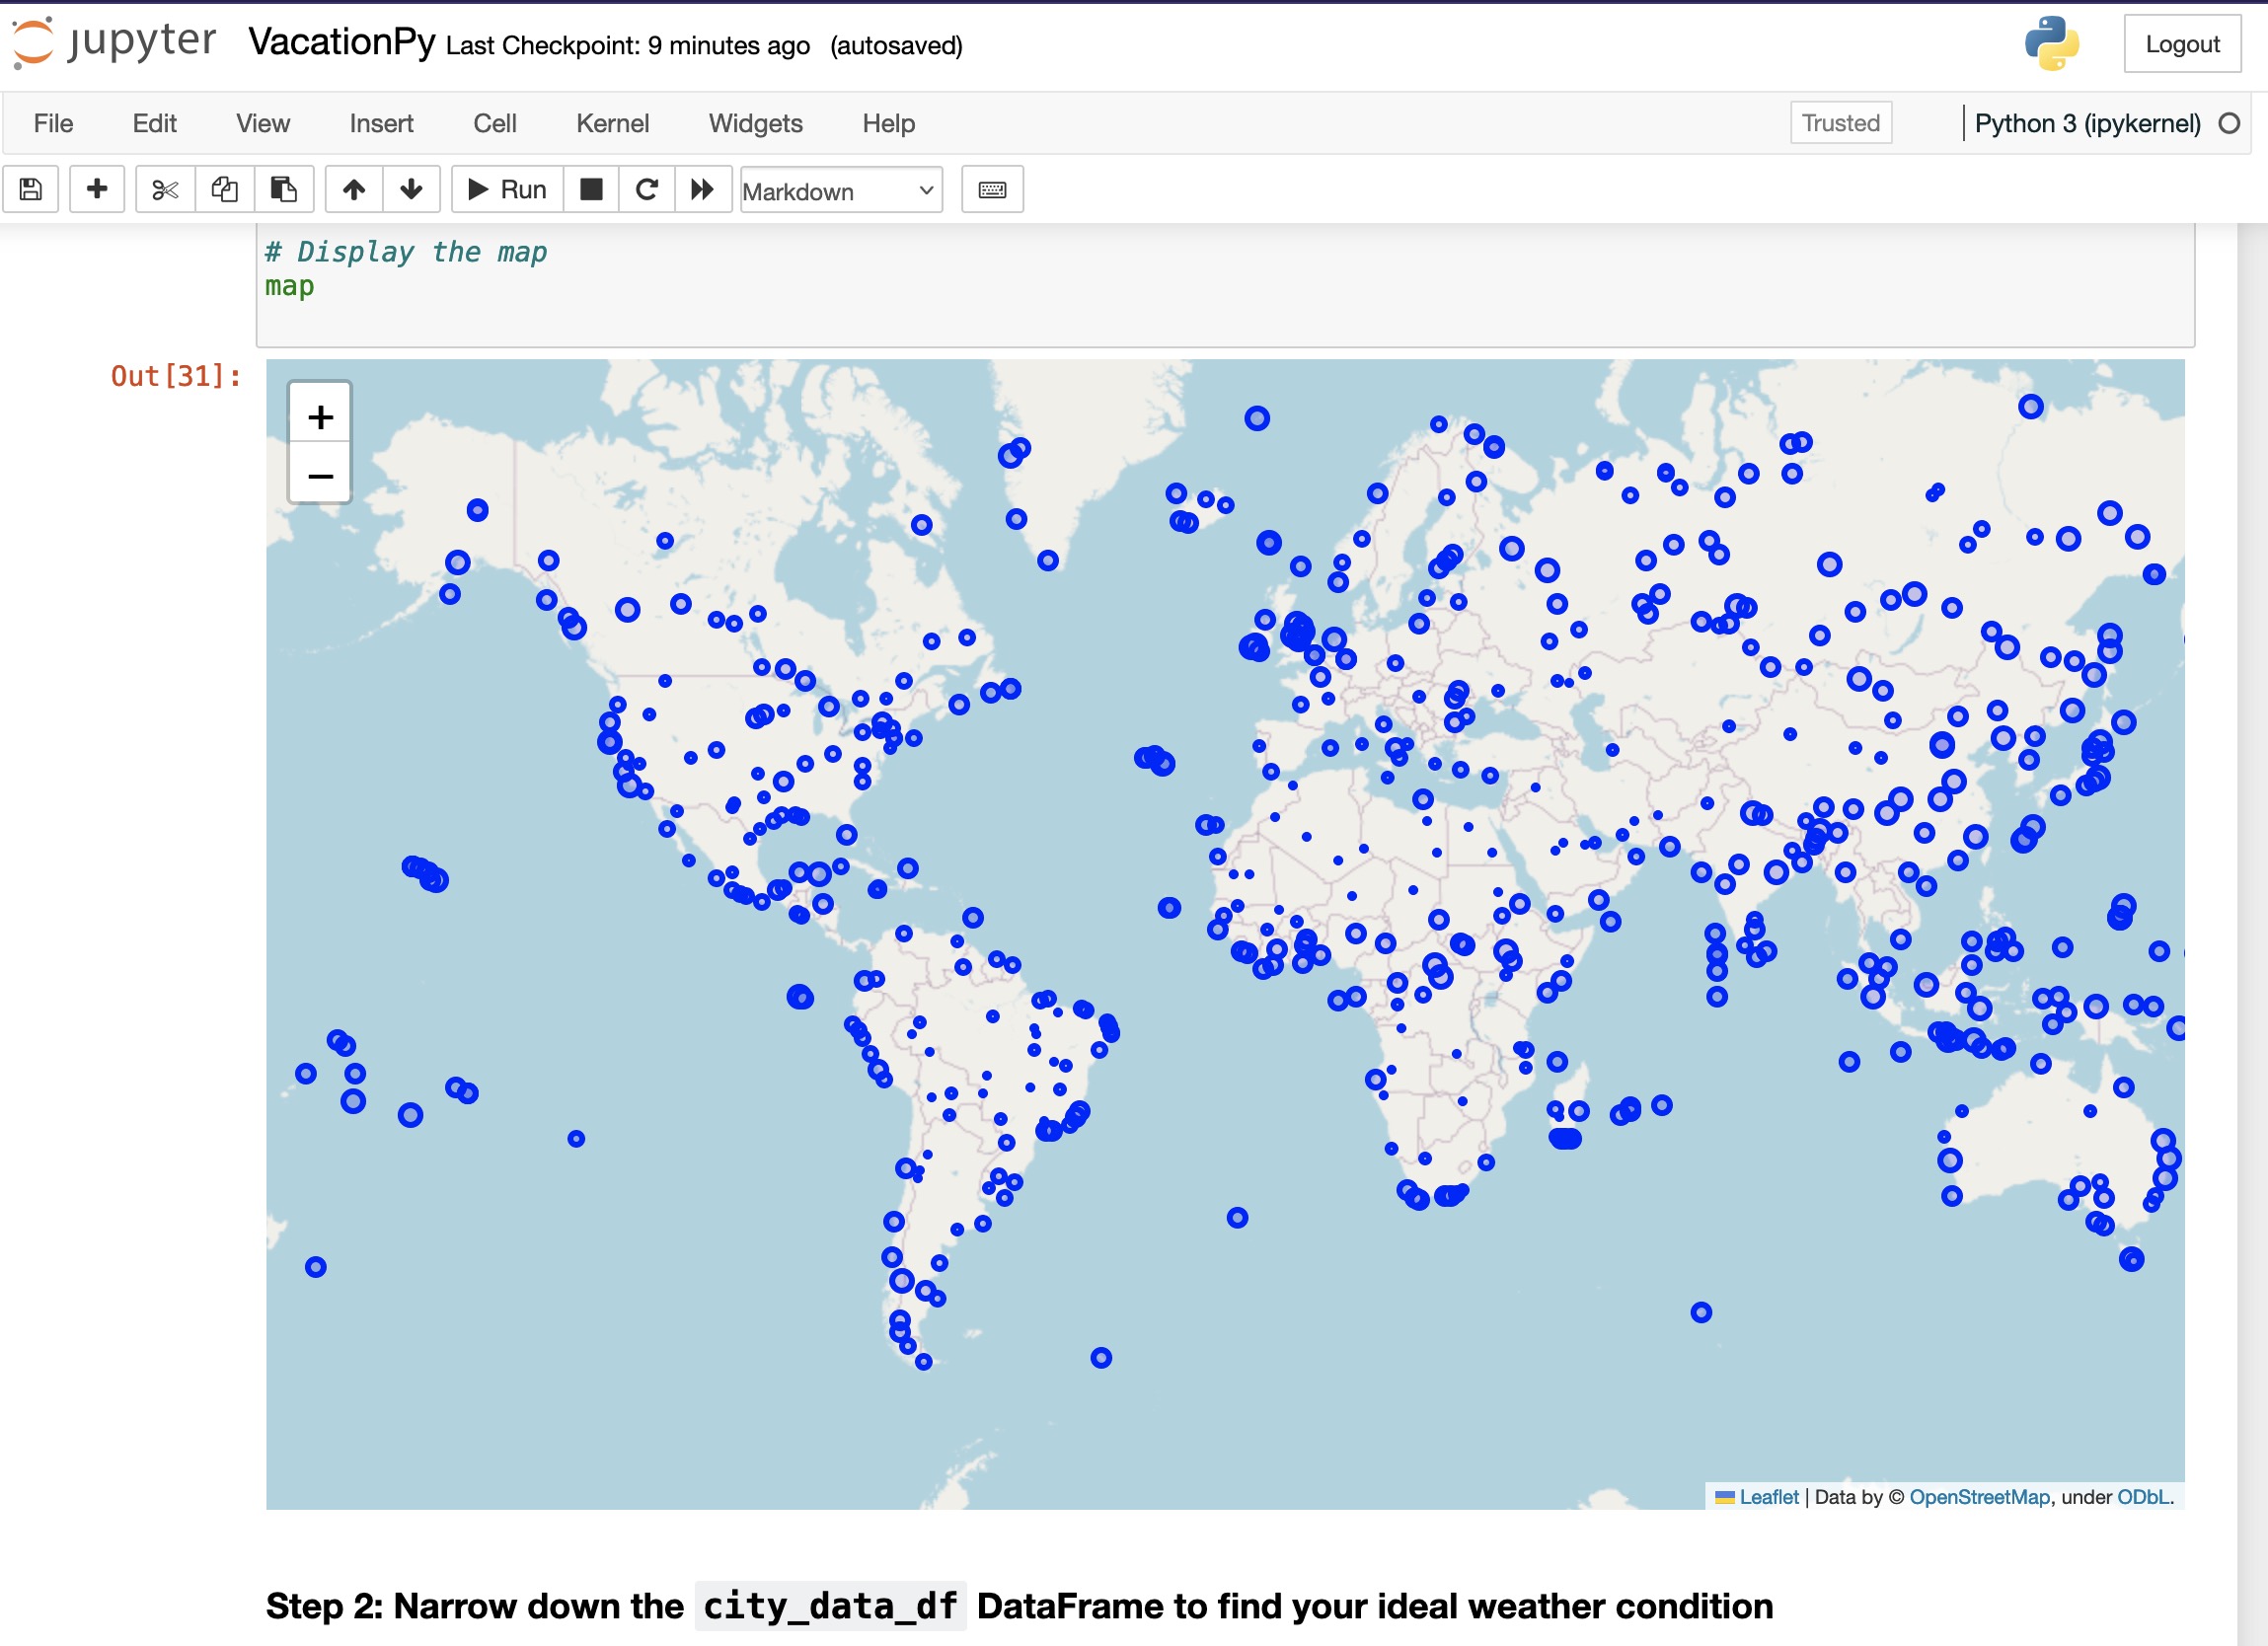 jupyter VacationPy Last Checkpoint: 9 minutes ago (autosaved) Logout
File Edit View Insert Cell Kernel Widgets Help Trusted Python 3 (ipykernel)
Run Markdown
# Display the map
map
Out[31]:
+
−
Leaflet | Data by © OpenStreetMap, under ODbL.
Step 2: Narrow down the city_data_df DataFrame to find your ideal weather condition